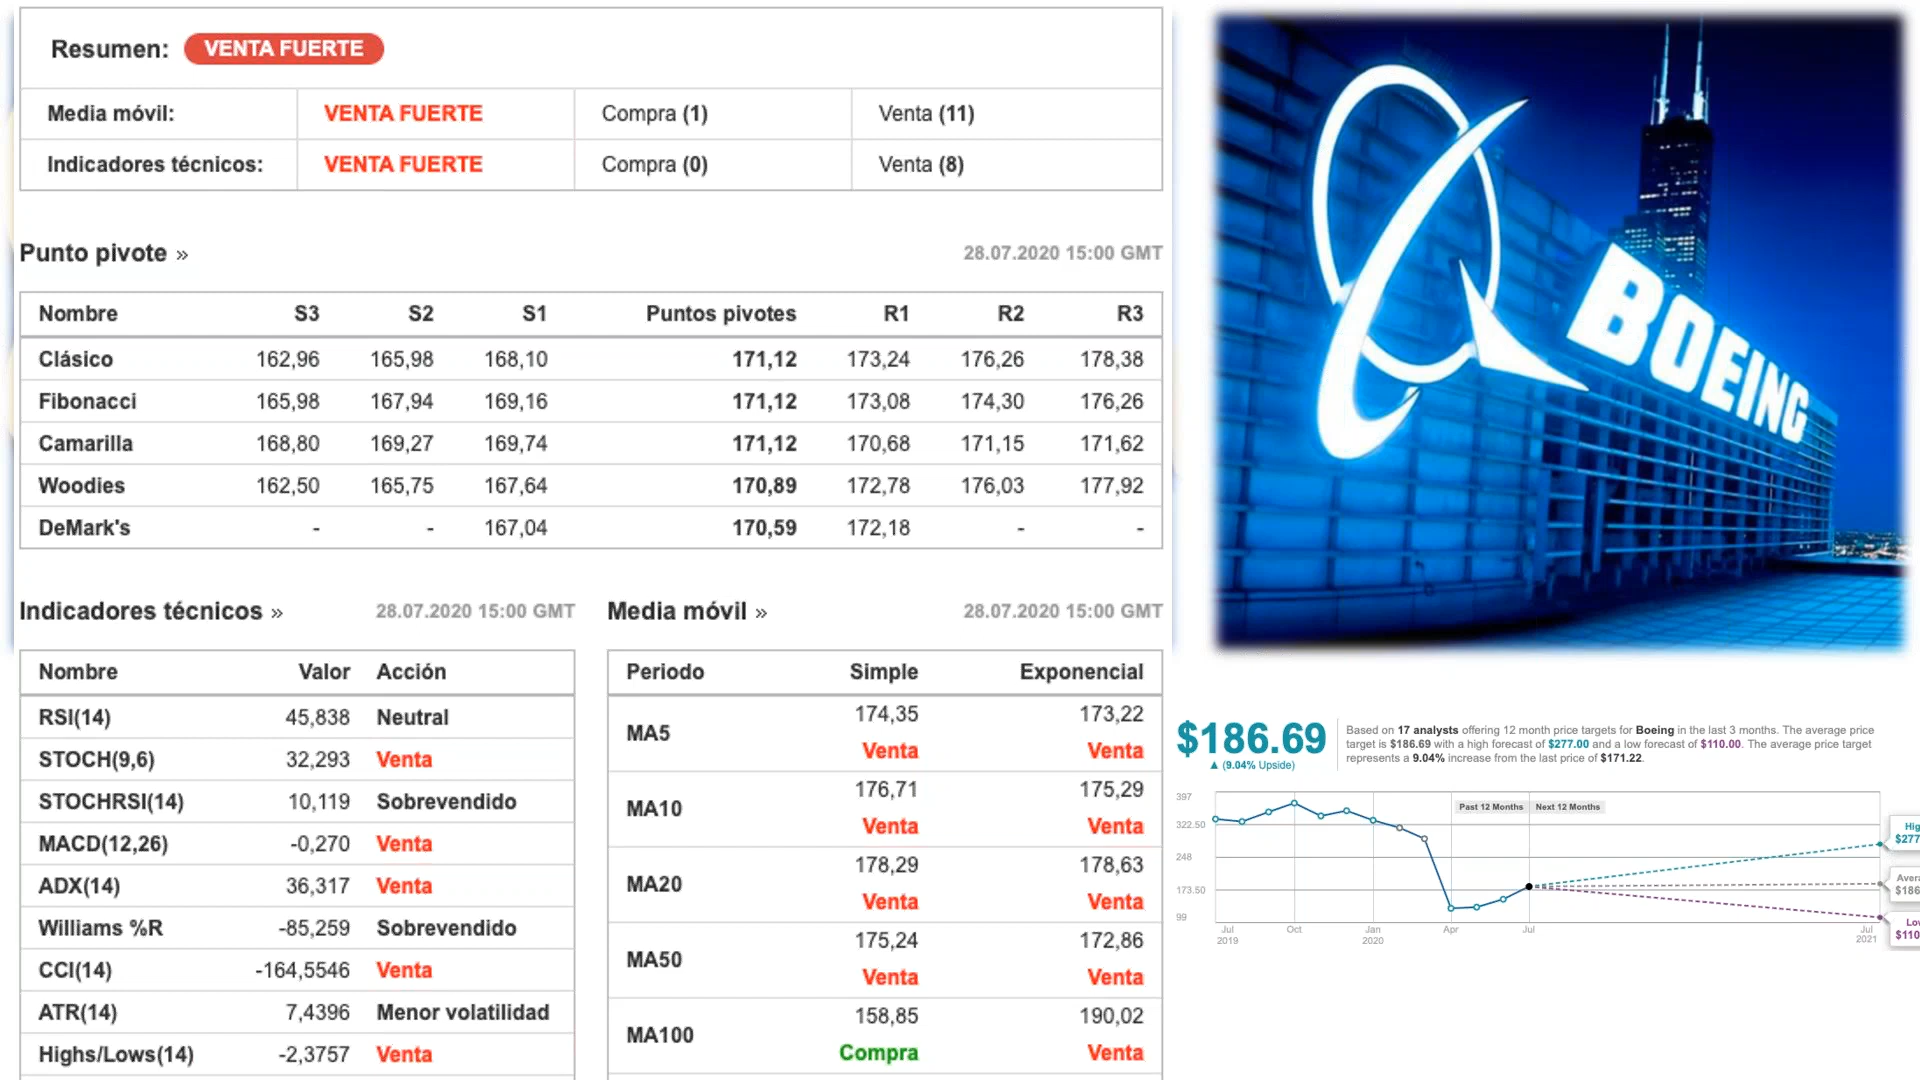 Resumen: VENTA FUERTE
Media móvil: VENTA FUERTE Compra (1) Venta (11)
Indicadores técnicos: VENTA FUERTE Compra (0) Venta (8)
Punto pivote » 28.07.2020 15:00 GMT
Nombre S3 S2 S1 Puntos pivotes R1 R2 R3
Clásico 162,96 165,98 168,10 171,12 173,24 176,26 178,38
Fibonacci 165,98 167,94 169,16 171,12 173,08 174,30 176,26
Camarilla 168,80 169,27 169,74 171,12 170,68 171,15 171,62
Woodies 162,50 165,75 167,64 170,89 172,78 176,03 177,92
DeMark's - - 167,04 170,59 172,18 - -
Indicadores técnicos » 28.07.2020 15:00 GMT
Nombre Valor Acción
RSI(14) 45,838 Neutral
STOCH(9,6) 32,293 Venta
STOCHRSI(14) 10,119 Sobrevendido
MACD(12,26) -0,270 Venta
ADX(14) 36,317 Venta
Williams %R -85,259 Sobrevendido
CCI(14) -164,5546 Venta
ATR(14) 7,4396 Menor volatilidad
Highs/Lows(14) -2,3757 Venta
Media móvil » 28.07.2020 15:00 GMT
Periodo Simple Exponencial
MA5 174,35 173,22
Venta Venta
MA10 176,71 175,29
Venta Venta
MA20 178,29 178,63
Venta Venta
MA50 175,24 172,86
Venta Venta
MA100 158,85 190,02
Compra Venta
BOEING
$186.69
▲ (9.04% Upside)
Based on 17 analysts offering 12 month price targets for Boeing in the last 3 months. The average price
target is $186.69 with a high forecast of $277.00 and a low forecast of $110.00. The average price target
represents a 9.04% increase from the last price of $171.22.
Past 12 Months Next 12 Months
397
322.50
248
173.50
99
Jul 2019 Oct Jan 2020 Apr Jul Jul 2021
Hig
$277
Avera
$186
Lo
$110